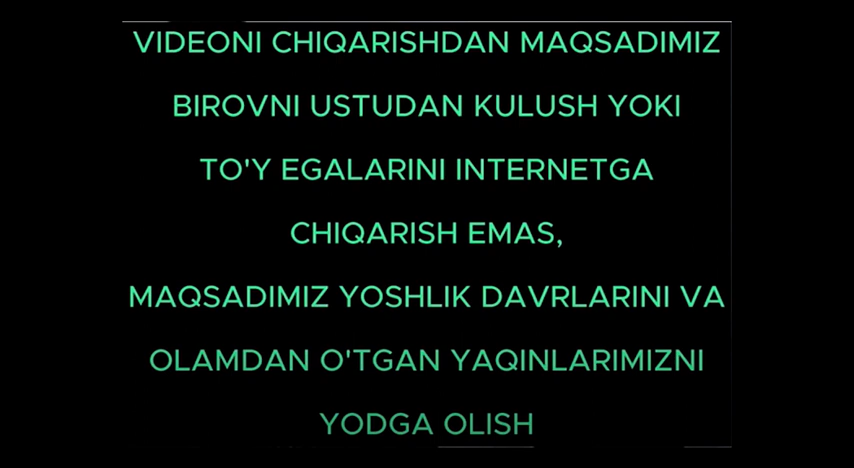 VIDEONI CHIQARISHDAN MAQSADIMIZ
BIROVNI USTUDAN KULUSH YOKI
TO'Y EGALARINI INTERNETGA
CHIQARISH EMAS,
MAQSADIMIZ YOSHLIK DAVRLARINI VA
OLAMDAN O'TGAN YAQINLARIMIZNI
YODGA OLISH